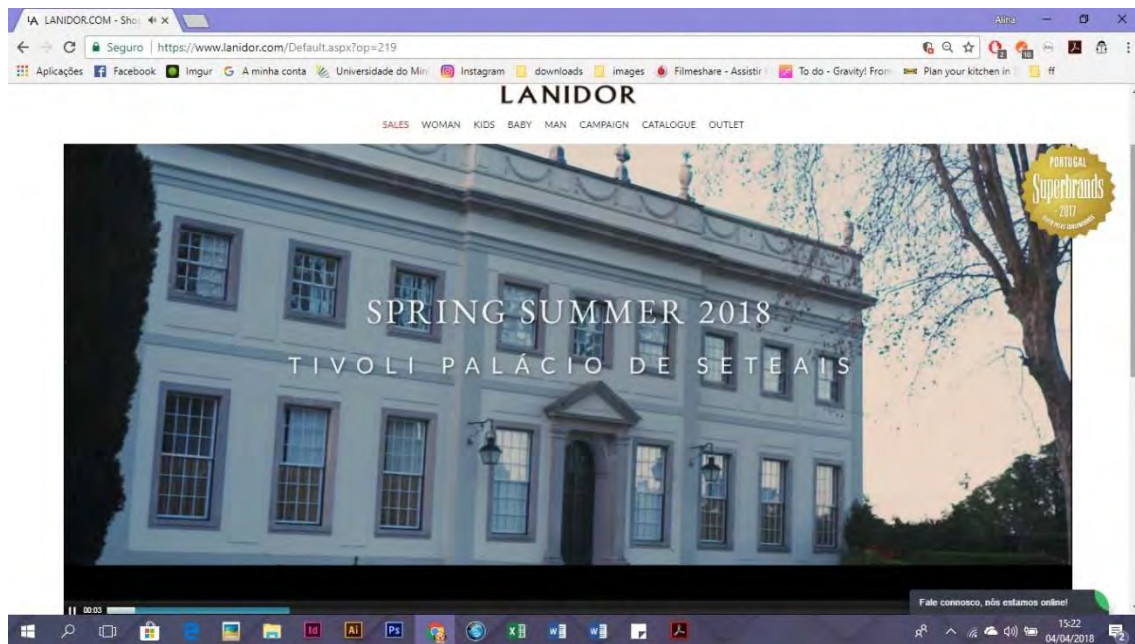 LANIDOR.COM - Sho
Alina
Seguro | https://www.lanidor.com/Default.aspx?op=219
Aplicações Facebook Imgur A minha conta Universidade do Min Instagram downloads images Filmeshare - Assistir To do - Gravity! From Plan your kitchen in ff
LANIDOR
SALES WOMAN KIDS BABY MAN CAMPAIGN CATALOGUE OUTLET
PORTUGAL
Superbrands
2017
SPRING SUMMER 2018
TIVOLI PALÁCIO DE SETEAIS
00:03
Fale connosco, nós estamos online!
Id Ai Ps
15:22
04/04/2018